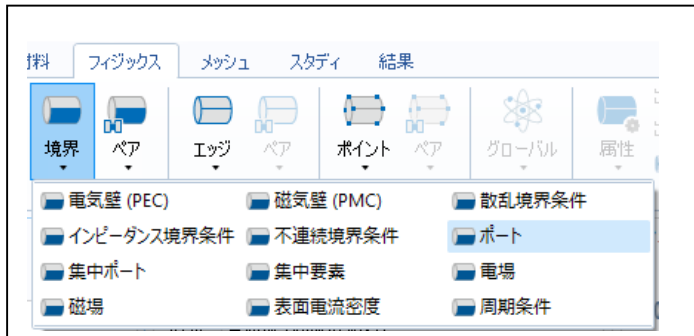 フィジックス メッシュ スタディ 結果
境界 ペア エッジ ペア ポイント ペア グローバル 属性
電気壁 (PEC) 磁気壁 (PMC) 散乱境界条件
インピーダンス境界条件 不連続境界条件 ポート
集中ポート 集中要素 電場
磁場 表面電流密度 周期条件